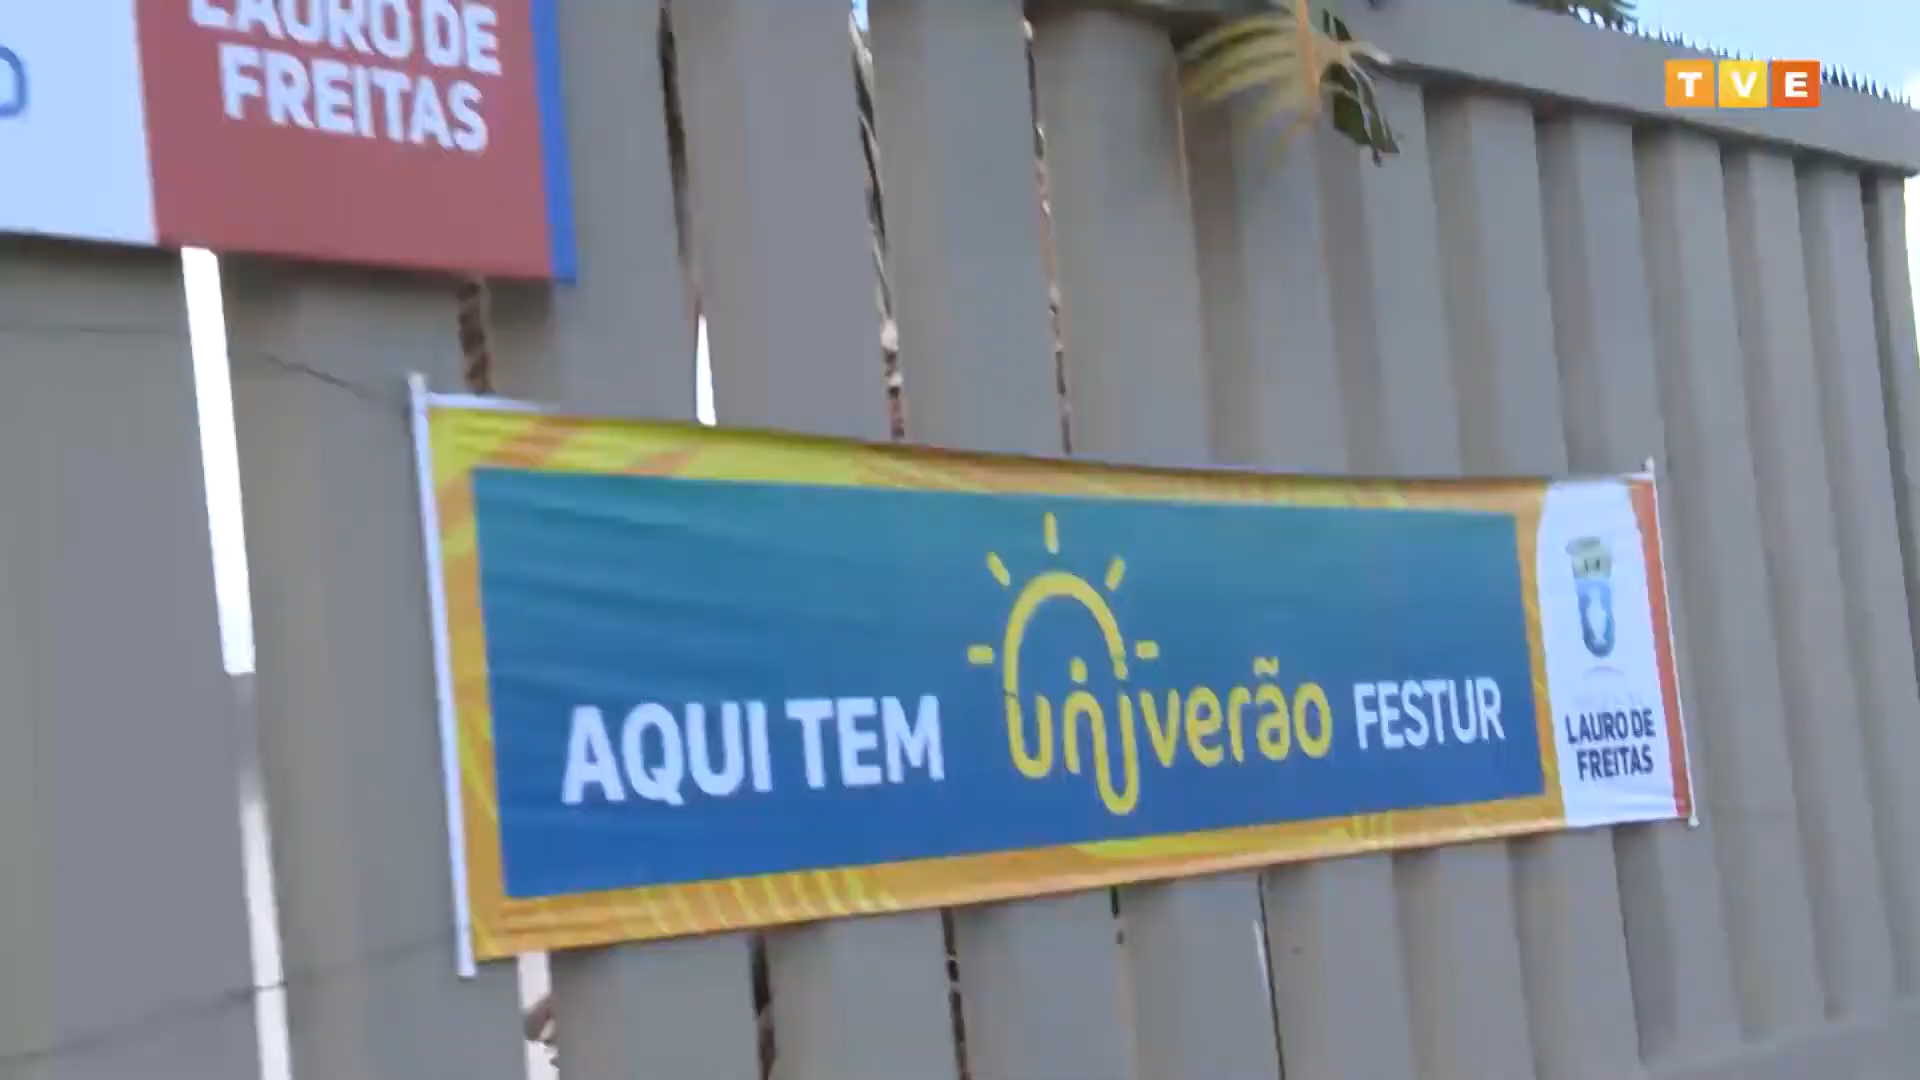 LAURO DE
FREITAS
TVE
AQUI TEM univerão FESTUR
LAURO DE
FREITAS